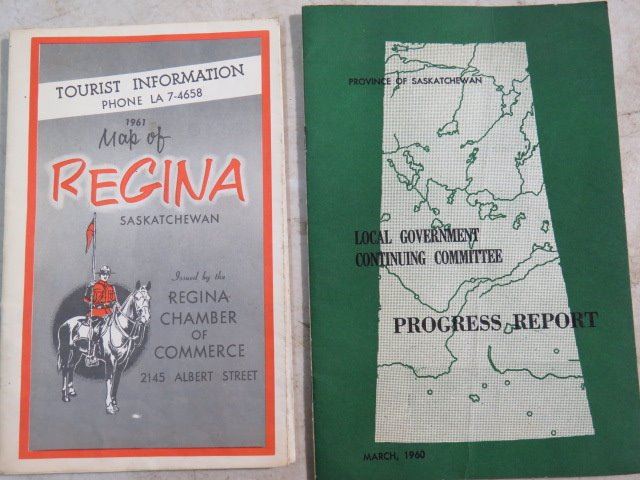 TOURIST INFORMATION
PHONE LA 7-4658
1961
Map of
REGINA
SASKATCHEWAN
Issued by the
REGINA
CHAMBER
OF
COMMERCE
2145 ALBERT STREET
PROVINCE OF SASKATCHEWAN
LOCAL GOVERNMENT
CONTINUING COMMITTEE
PROGRESS REPORT
MARCH, 1960